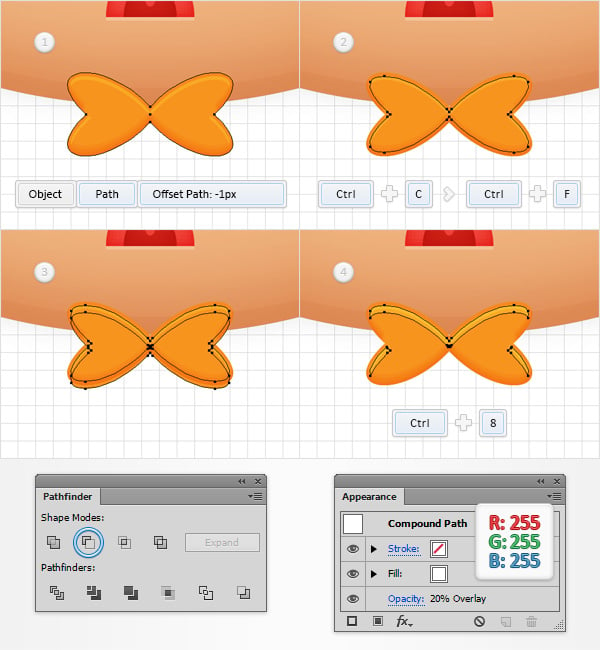 1
2
Object Path Offset Path: -1px
Ctrl C Ctrl F
3
4
Ctrl 8
Pathfinder
Shape Modes:
Expand
Pathfinders:
Appearance
Compound Path
Stroke:
Fill:
Opacity: 20% Overlay
fx
R: 255
G: 255
B: 255